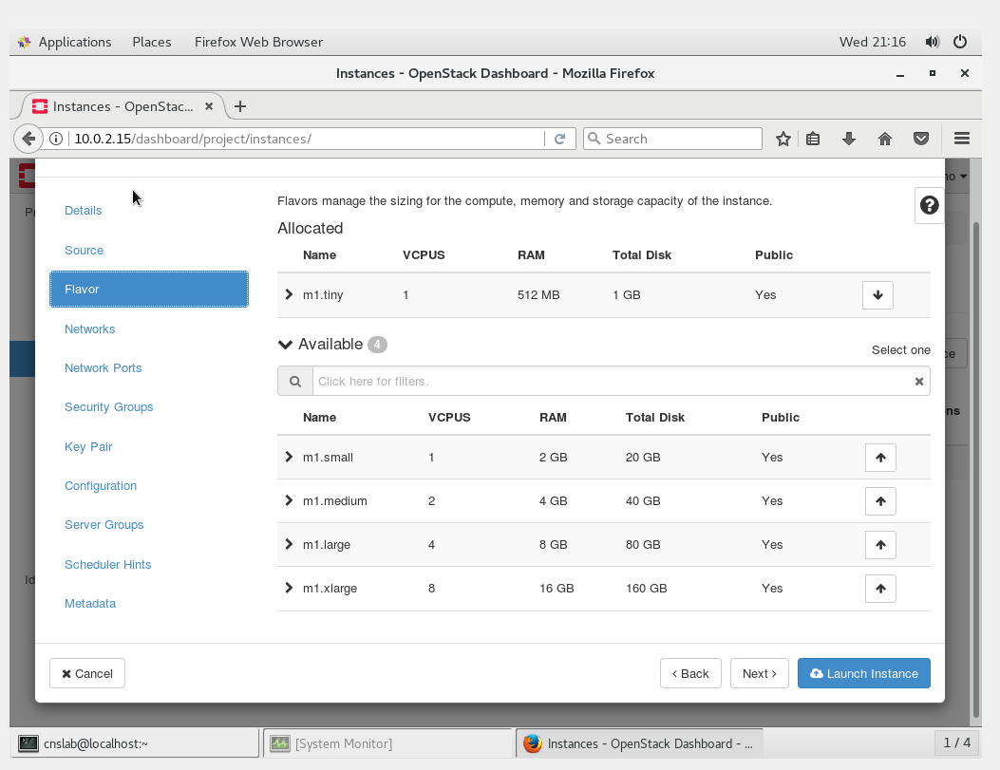 Applications Places Firefox Web Browser Wed 21:16
Instances - OpenStack Dashboard - Mozilla Firefox
Instances - OpenStac...
10.0.2.15/dashboard/project/instances/ Search
Details
Source
Flavor
Networks
Network Ports
Security Groups
Key Pair
Configuration
Server Groups
Scheduler Hints
Metadata
Flavors manage the sizing for the compute, memory and storage capacity of the instance.
Allocated
Name VCPUS RAM Total Disk Public
m1.tiny 1 512 MB 1 GB Yes
Available 4
Select one
Click here for filters.
Name VCPUS RAM Total Disk Public
m1.small 1 2 GB 20 GB Yes
m1.medium 2 4 GB 40 GB Yes
m1.large 4 8 GB 80 GB Yes
m1.xlarge 8 16 GB 160 GB Yes
Cancel
< Back Next > Launch Instance
cnslab@localhost:~ [System Monitor] Instances - OpenStack Dashboard - ... 1 / 4